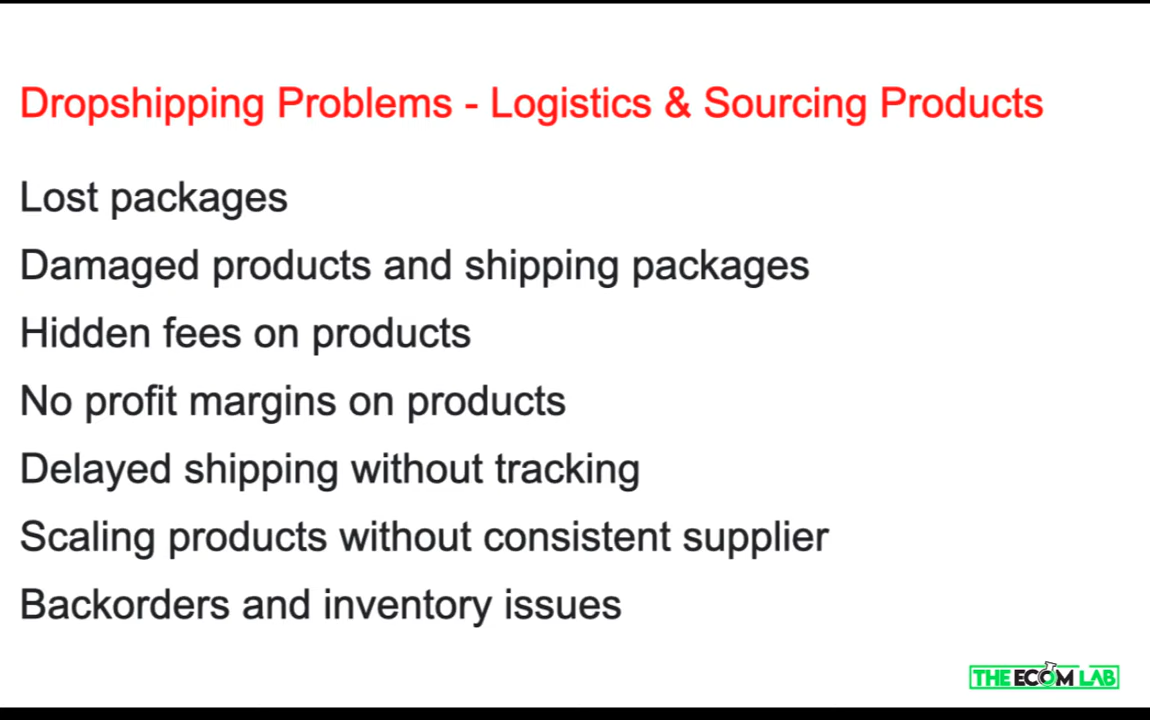 Dropshipping Problems - Logistics & Sourcing Products
Lost packages
Damaged products and shipping packages
Hidden fees on products
No profit margins on products
Delayed shipping without tracking
Scaling products without consistent supplier
Backorders and inventory issues
THE ECOM LAB